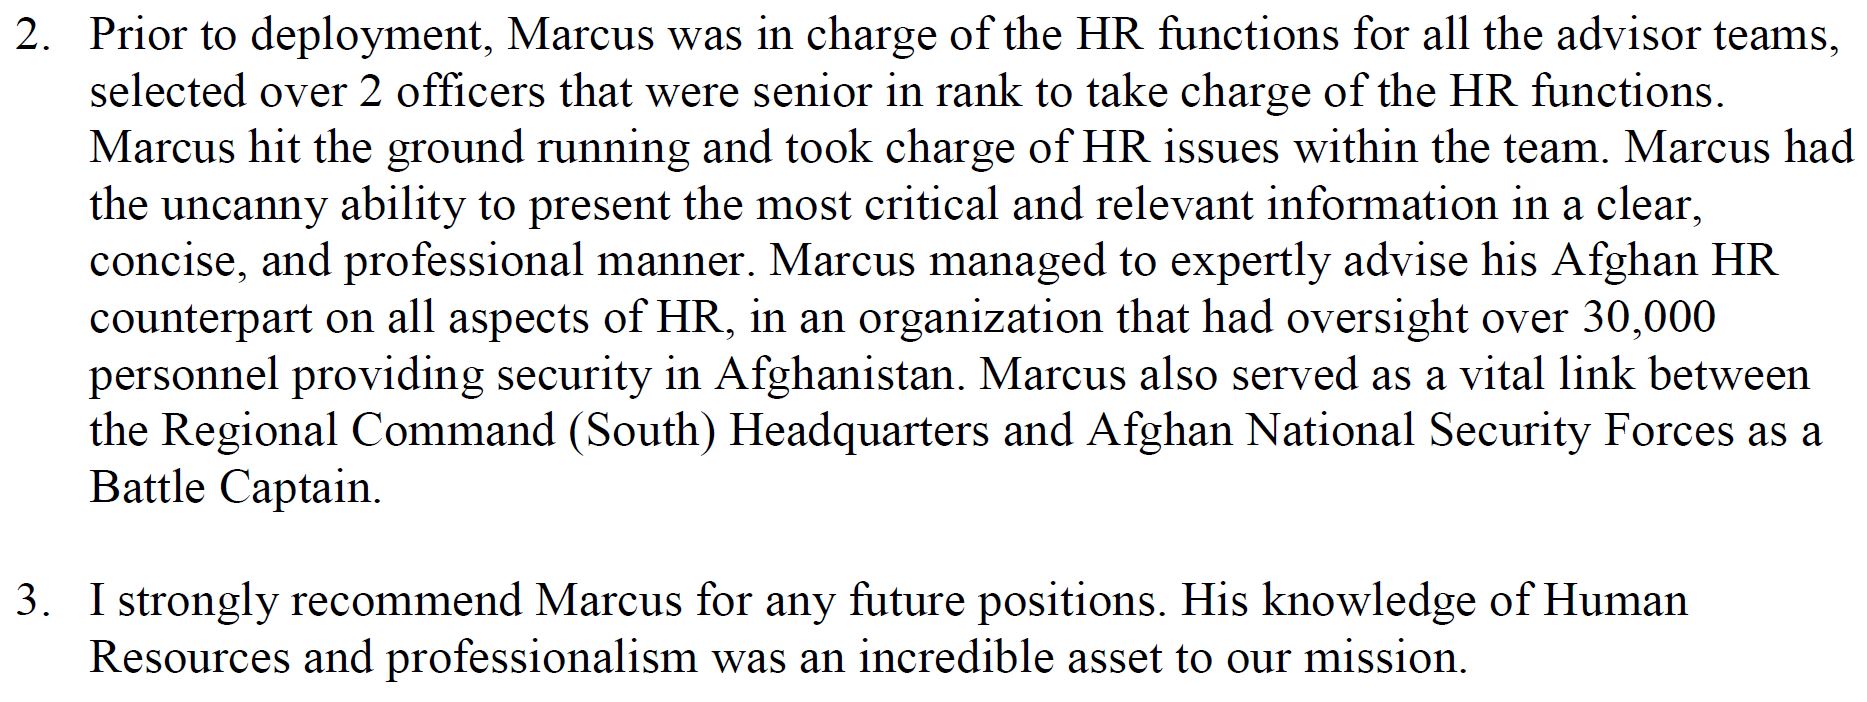 2. Prior to deployment, Marcus was in charge of the HR functions for all the advisor teams,
selected over 2 officers that were senior in rank to take charge of the HR functions.
Marcus hit the ground running and took charge of HR issues within the team. Marcus had
the uncanny ability to present the most critical and relevant information in a clear,
concise, and professional manner. Marcus managed to expertly advise his Afghan HR
counterpart on all aspects of HR, in an organization that had oversight over 30,000
personnel providing security in Afghanistan. Marcus also served as a vital link between
the Regional Command (South) Headquarters and Afghan National Security Forces as a
Battle Captain.
3. I strongly recommend Marcus for any future positions. His knowledge of Human
Resources and professionalism was an incredible asset to our mission.